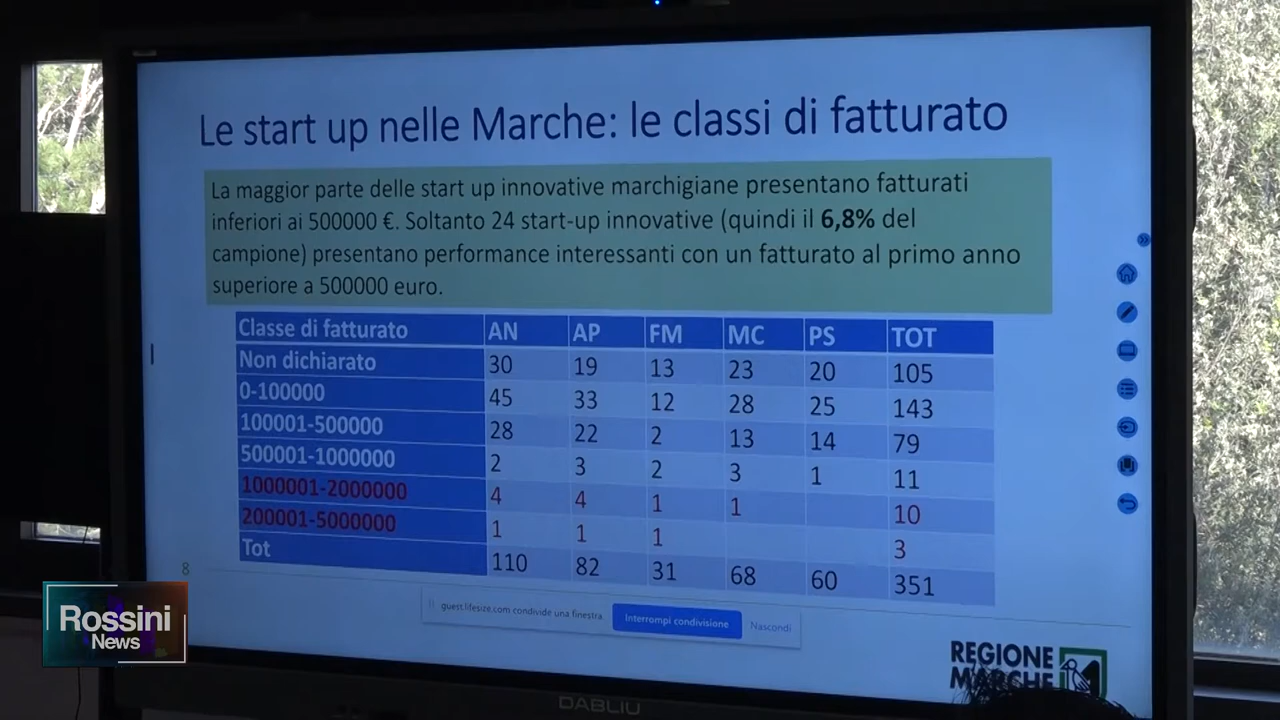 Le start up nelle Marche: le classi di fatturato
La maggior parte delle start up innovative marchigiane presentano fatturati
inferiori ai 500000 €. Soltanto 24 start-up innovative (quindi il 6,8% del
campione) presentano performance interessanti con un fatturato al primo anno
superiore a 500000 euro.
Classe di fatturato AN AP FM MC PS TOT
Non dichiarato 30 19 13 23 20 105
0-100000 45 33 12 28 25 143
100001-500000 28 22 2 13 14 79
500001-1000000 2 3 2 3 1 11
1000001-2000000 4 4 1 1 10
200001-5000000 1 1 1 3
Tot 110 82 31 68 60 351
8
guest.lifesize.com condivide una finestra. Interrompi condivisione Nascondi
Rossini
News
REGIONE
MARCHE
DABLIU